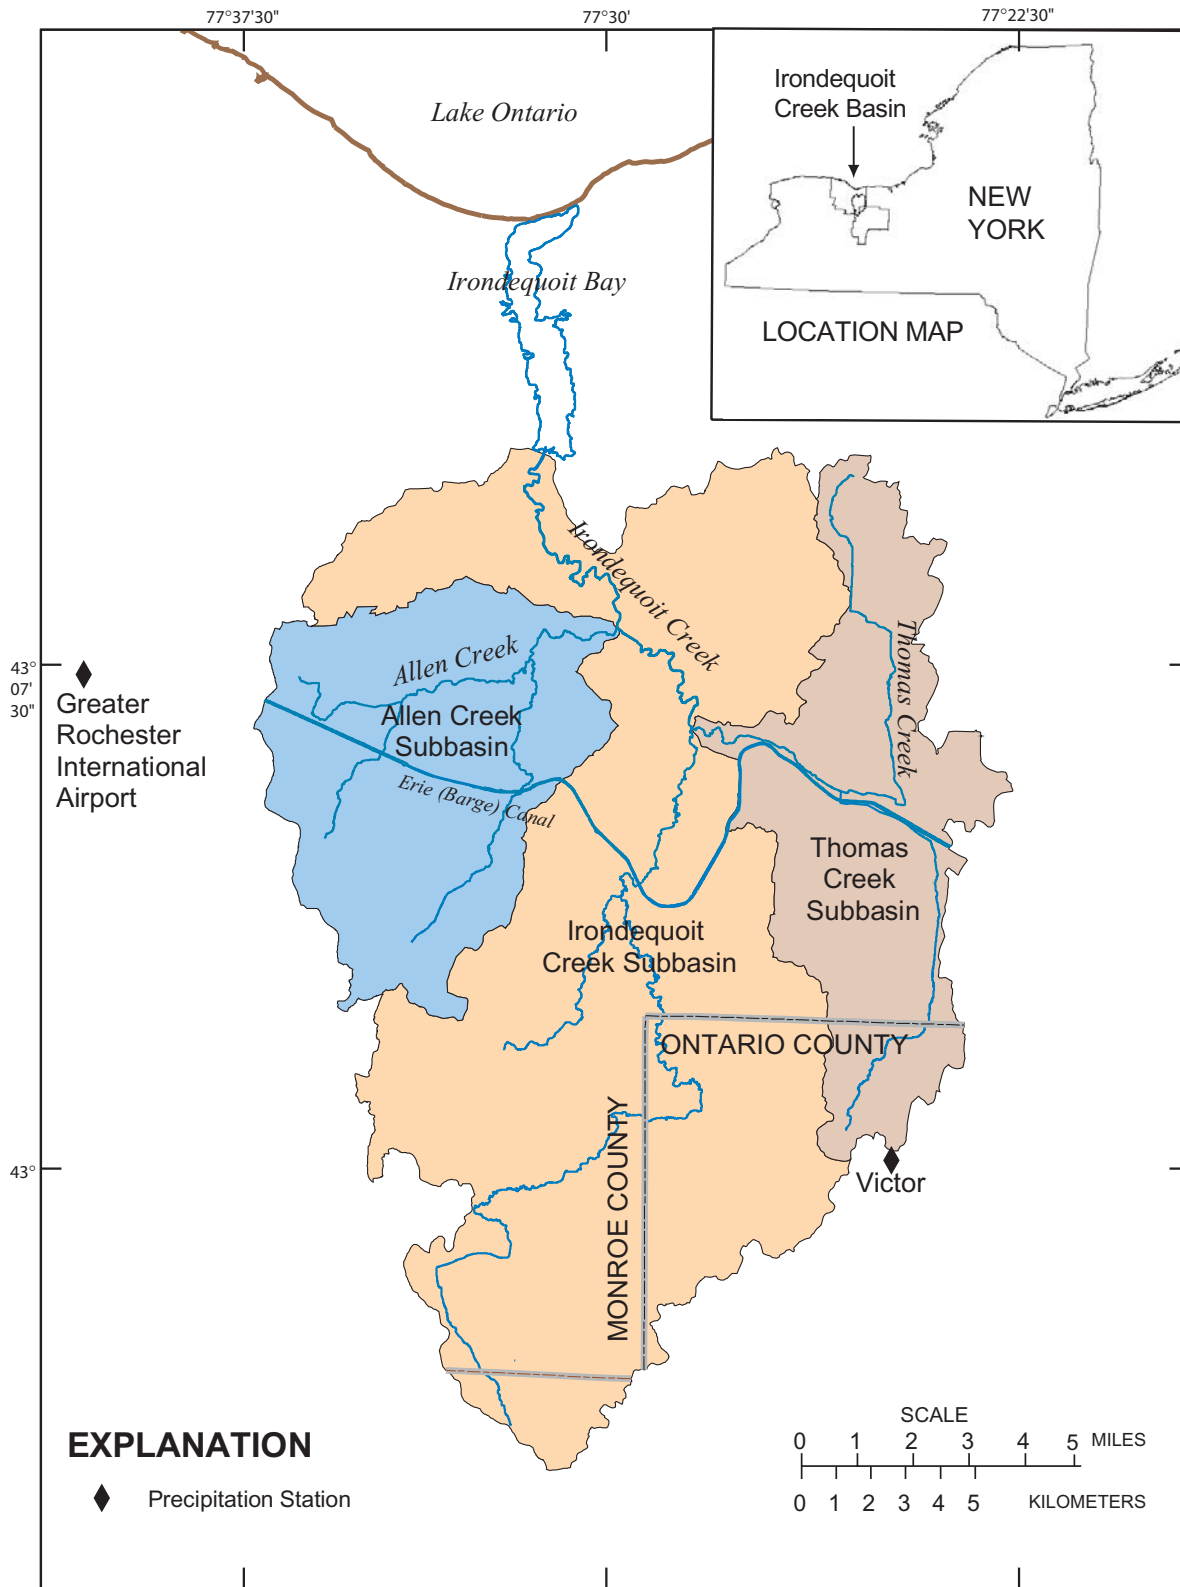 77°37'30"
77°30'
77°22'30"
Lake Ontario
Irondequoit
Creek Basin
NEW
YORK
LOCATION MAP
Irondequoit Bay
Irondequoit Creek
Thomas Creek
Allen Creek
43°
07'
30"
Greater
Rochester
International
Airport
Allen Creek
Subbasin
Erie (Barge) Canal
Thomas
Creek
Subbasin
Irondequoit
Creek Subbasin
ONTARIO COUNTY
MONROE COUNTY
43°
Victor
EXPLANATION
Precipitation Station
SCALE
0 1 2 3 4 5 MILES
0 1 2 3 4 5 KILOMETERS